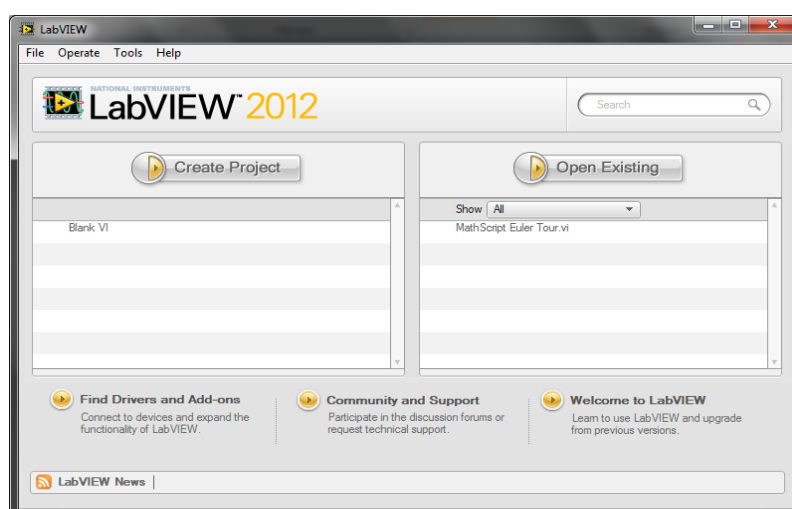 LabVIEW
File Operate Tools Help
NATIONAL INSTRUMENTS
LabVIEW™ 2012
Search
Create Project
Open Existing
Show All
Blank VI
MathScript Euler Tour.vi
Find Drivers and Add-ons
Connect to devices and expand the
functionality of LabVIEW.
Community and Support
Participate in the discussion forums or
request technical support.
Welcome to LabVIEW
Learn to use LabVIEW and upgrade
from previous versions.
LabVIEW News